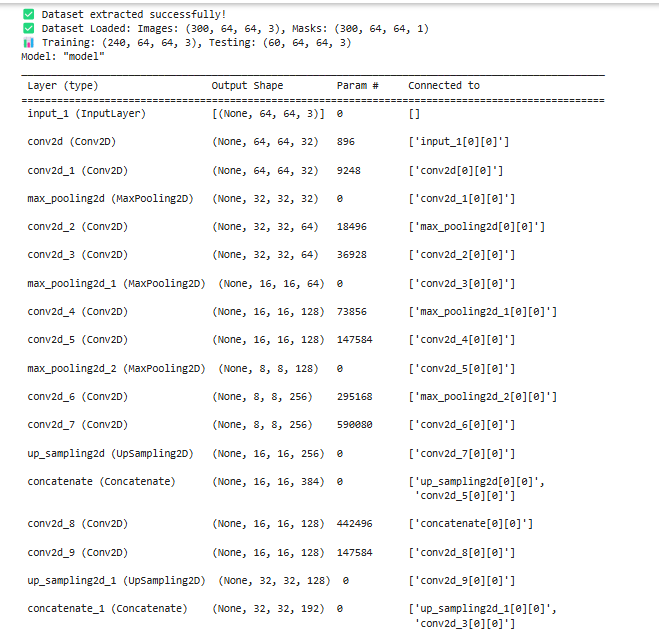 ✅ Dataset extracted successfully!
✅ Dataset Loaded: Images: (300, 64, 64, 3), Masks: (300, 64, 64, 1)
📊 Training: (240, 64, 64, 3), Testing: (60, 64, 64, 3)
Model: "model"
Layer (type) Output Shape Param # Connected to
input_1 (InputLayer) [(None, 64, 64, 3)] 0 []
conv2d (Conv2D) (None, 64, 64, 32) 896 ['input_1[0][0]']
conv2d_1 (Conv2D) (None, 64, 64, 32) 9248 ['conv2d[0][0]']
max_pooling2d (MaxPooling2D) (None, 32, 32, 32) 0 ['conv2d_1[0][0]']
conv2d_2 (Conv2D) (None, 32, 32, 64) 18496 ['max_pooling2d[0][0]']
conv2d_3 (Conv2D) (None, 32, 32, 64) 36928 ['conv2d_2[0][0]']
max_pooling2d_1 (MaxPooling2D) (None, 16, 16, 64) 0 ['conv2d_3[0][0]']
conv2d_4 (Conv2D) (None, 16, 16, 128) 73856 ['max_pooling2d_1[0][0]']
conv2d_5 (Conv2D) (None, 16, 16, 128) 147584 ['conv2d_4[0][0]']
max_pooling2d_2 (MaxPooling2D) (None, 8, 8, 128) 0 ['conv2d_5[0][0]']
conv2d_6 (Conv2D) (None, 8, 8, 256) 295168 ['max_pooling2d_2[0][0]']
conv2d_7 (Conv2D) (None, 8, 8, 256) 590080 ['conv2d_6[0][0]']
up_sampling2d (UpSampling2D) (None, 16, 16, 256) 0 ['conv2d_7[0][0]']
concatenate (Concatenate) (None, 16, 16, 384) 0 ['up_sampling2d[0][0]',
'conv2d_5[0][0]']
conv2d_8 (Conv2D) (None, 16, 16, 128) 442496 ['concatenate[0][0]']
conv2d_9 (Conv2D) (None, 16, 16, 128) 147584 ['conv2d_8[0][0]']
up_sampling2d_1 (UpSampling2D) (None, 32, 32, 128) 0 ['conv2d_9[0][0]']
concatenate_1 (Concatenate) (None, 32, 32, 192) 0 ['up_sampling2d_1[0][0]',
'conv2d_3[0][0]']